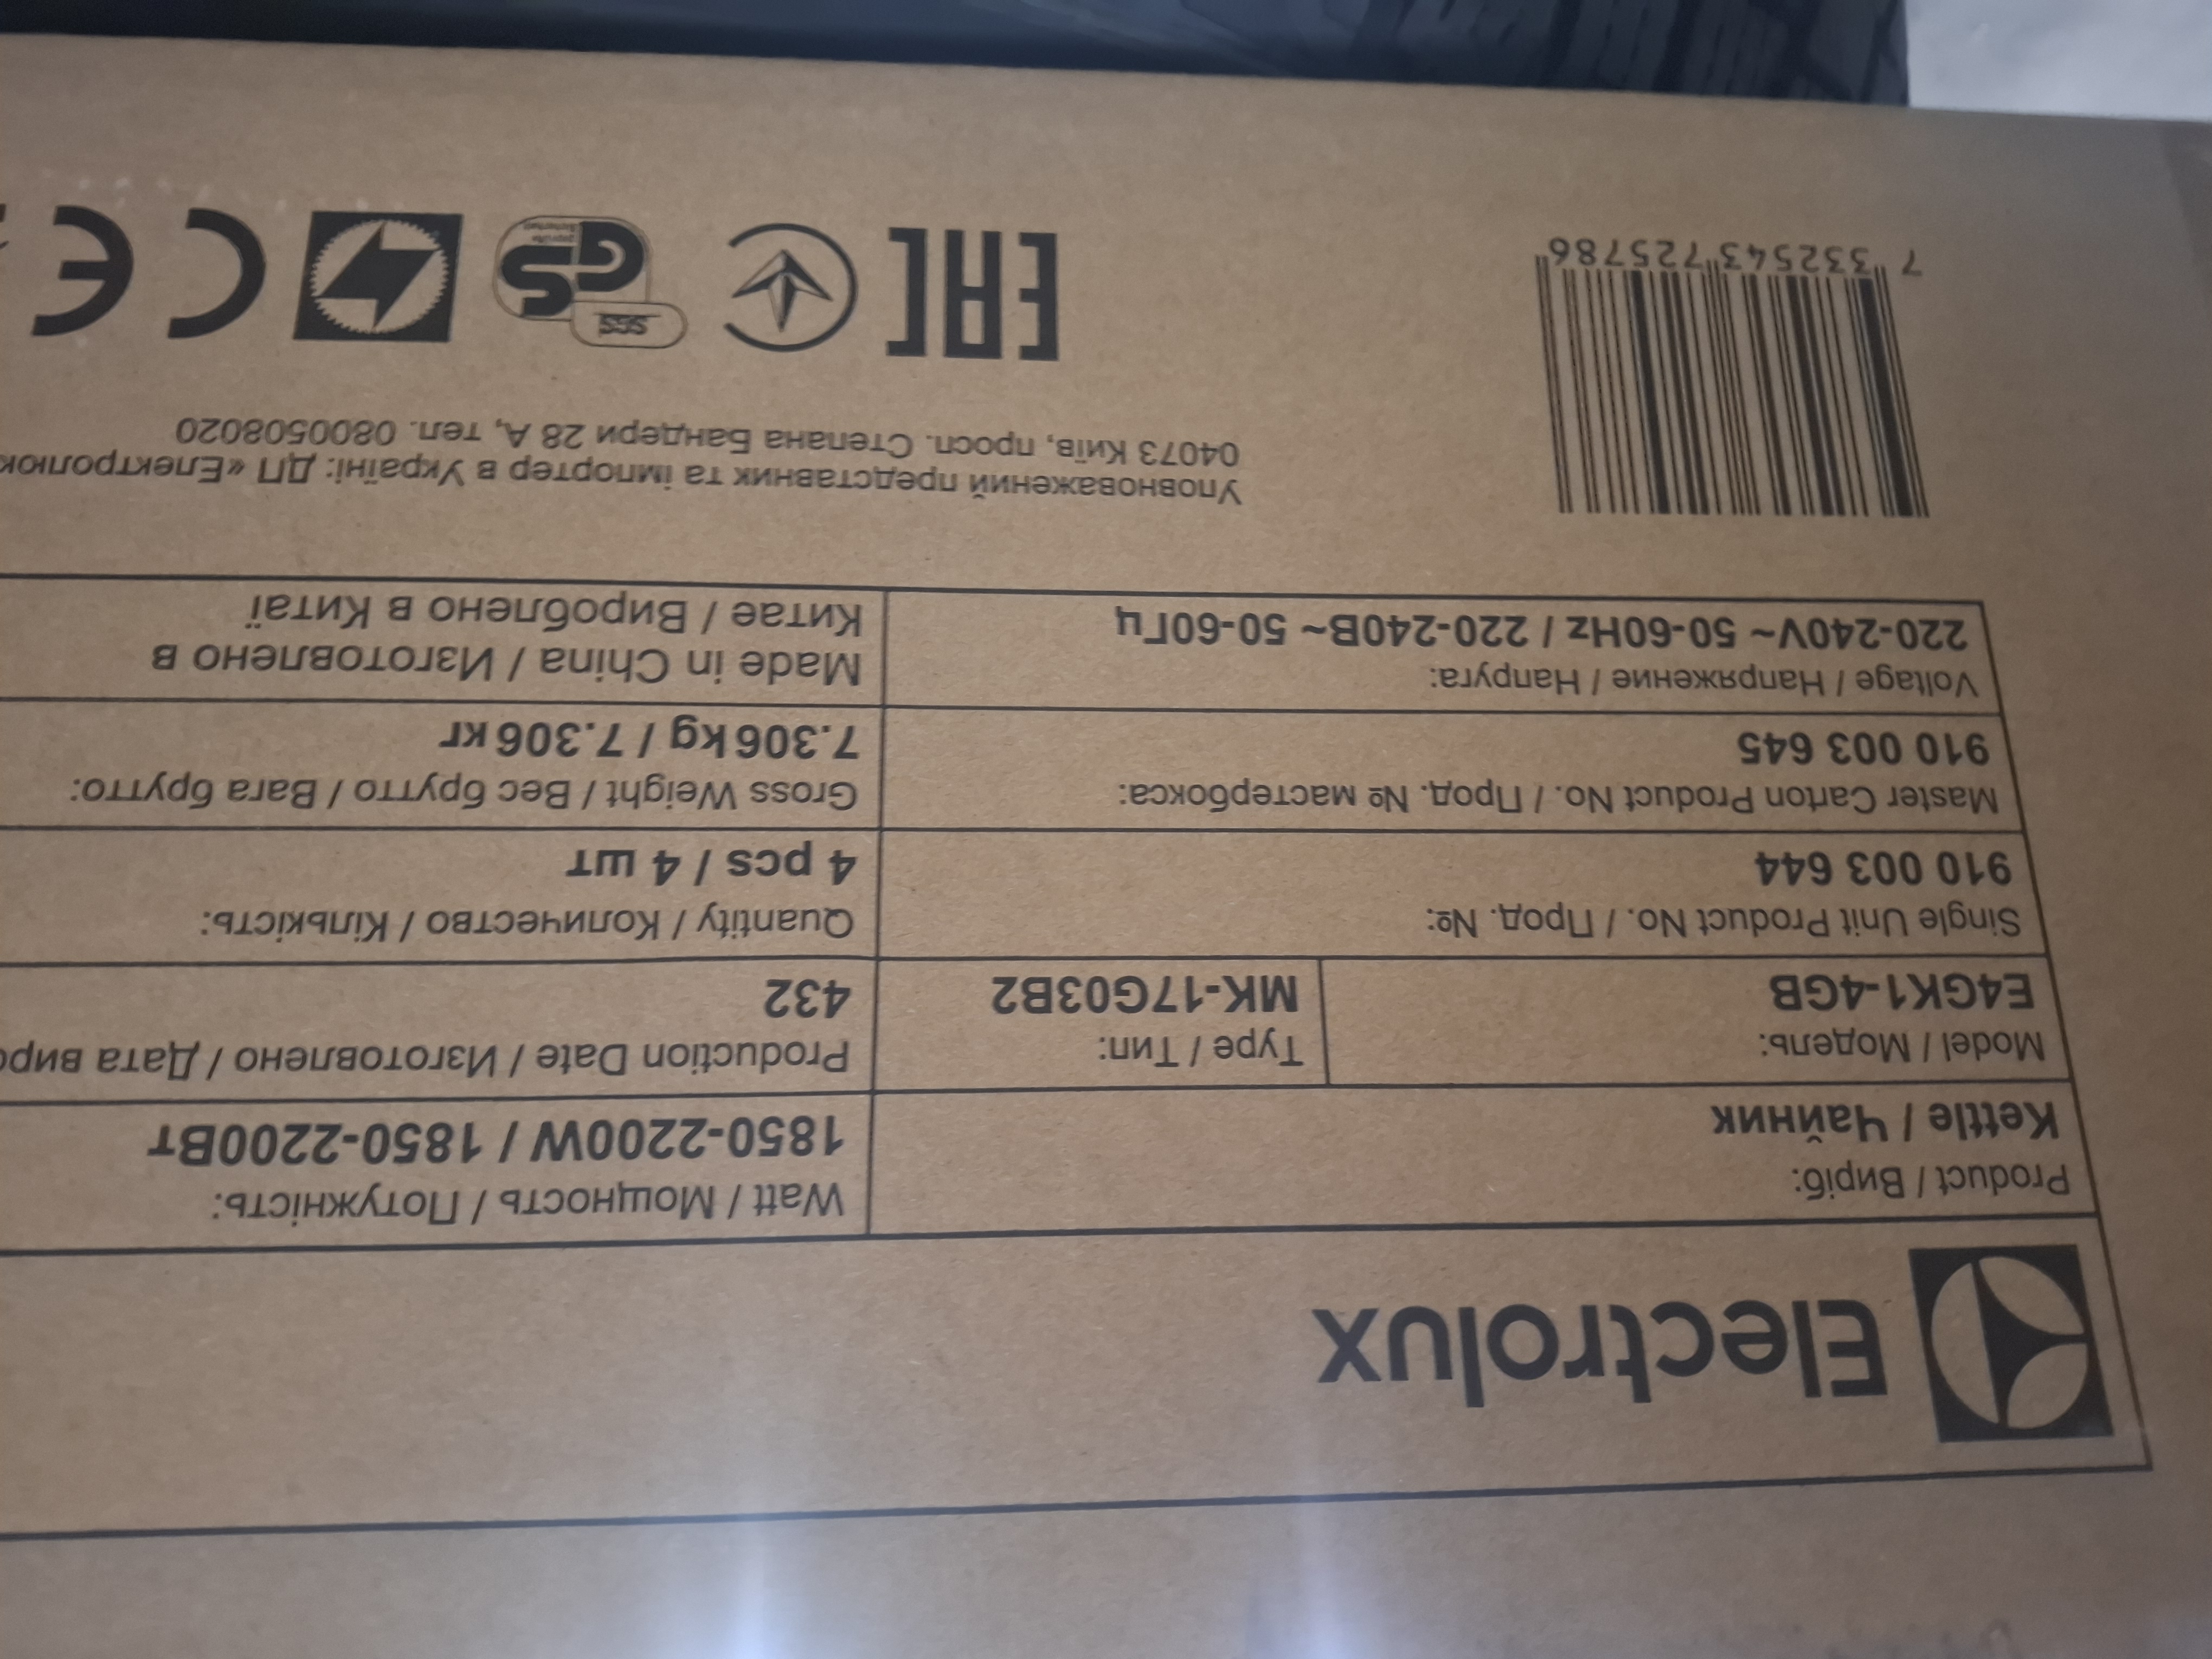 Electrolux
Product / Виріб:
Kettle / Чайник
Watt / Мощность / Потужність:
1850-2200W / 1850-2200Вт
Model / Модель:
E4GK1-4GB
Type / Тип:
MK-17G03B2
Production Date / Изготовлено / Дата
432
Single Unit Product No. / Прод. №:
910 003 644
Quantity / Количество / Кількість:
4 pcs / 4 шт
Master Carton Product No. / Прод. № мастербокса:
910 003 645
Gross Weight / Вес брутто / Вага брутто:
7.306kg / 7.306кг
Voltage / Напряжение / Напруга:
220-240V~ 50-60Hz / 220-240В~ 50-60Гц
Made in China / Изготовлено в
Китае / Вироблено в Китаї
Уповноважений представник та імпортер в Україні: ДП
04073 Київ, просп. Степана Бандери 28 А, тел. 0800508020
7 332543 725786
EAC
SGS
GS
geprüfte
Sicherheit
CE